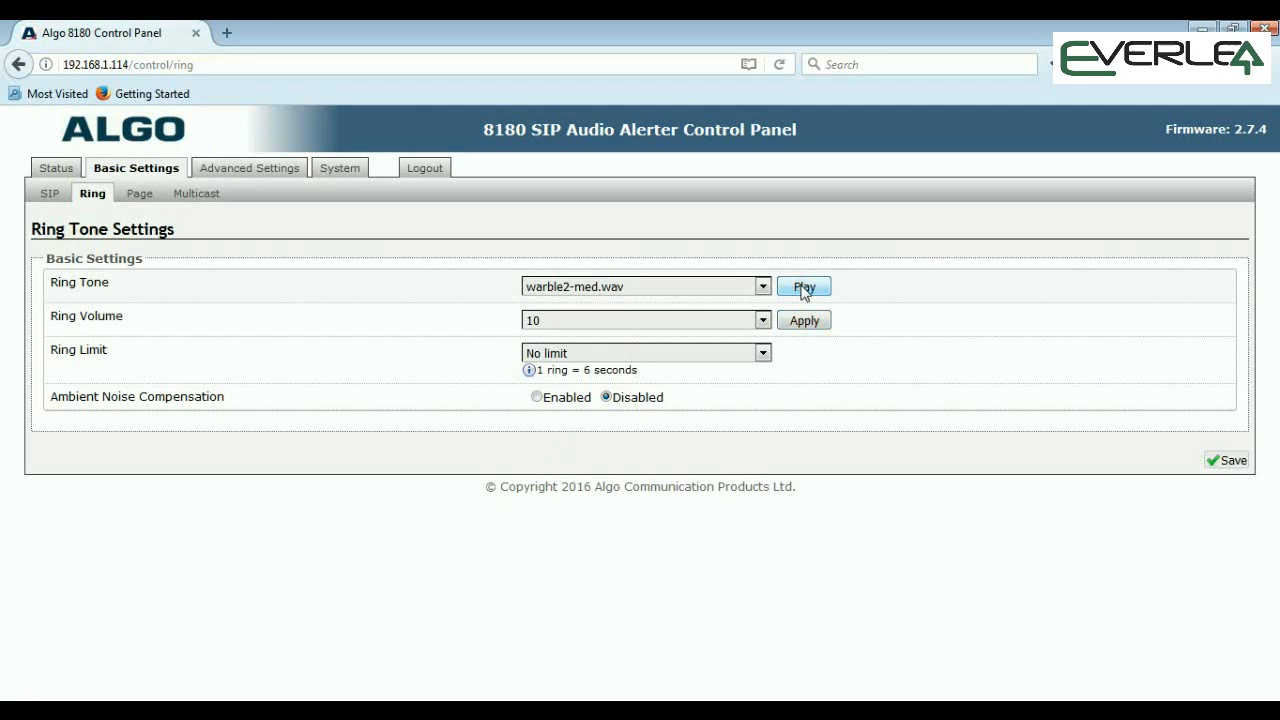 Algo 8180 Control Panel
192.168.1.114/control/ring
Search
EVERLEA
Most Visited
Getting Started
ALGO
8180 SIP Audio Alerter Control Panel
Firmware: 2.7.4
Status
Basic Settings
Advanced Settings
System
Logout
SIP
Ring
Page
Multicast
Ring Tone Settings
Basic Settings
Ring Tone
warble2-med.wav
Play
Ring Volume
10
Apply
Ring Limit
No limit
1 ring = 6 seconds
Ambient Noise Compensation
Enabled
Disabled
Save
© Copyright 2016 Algo Communication Products Ltd.